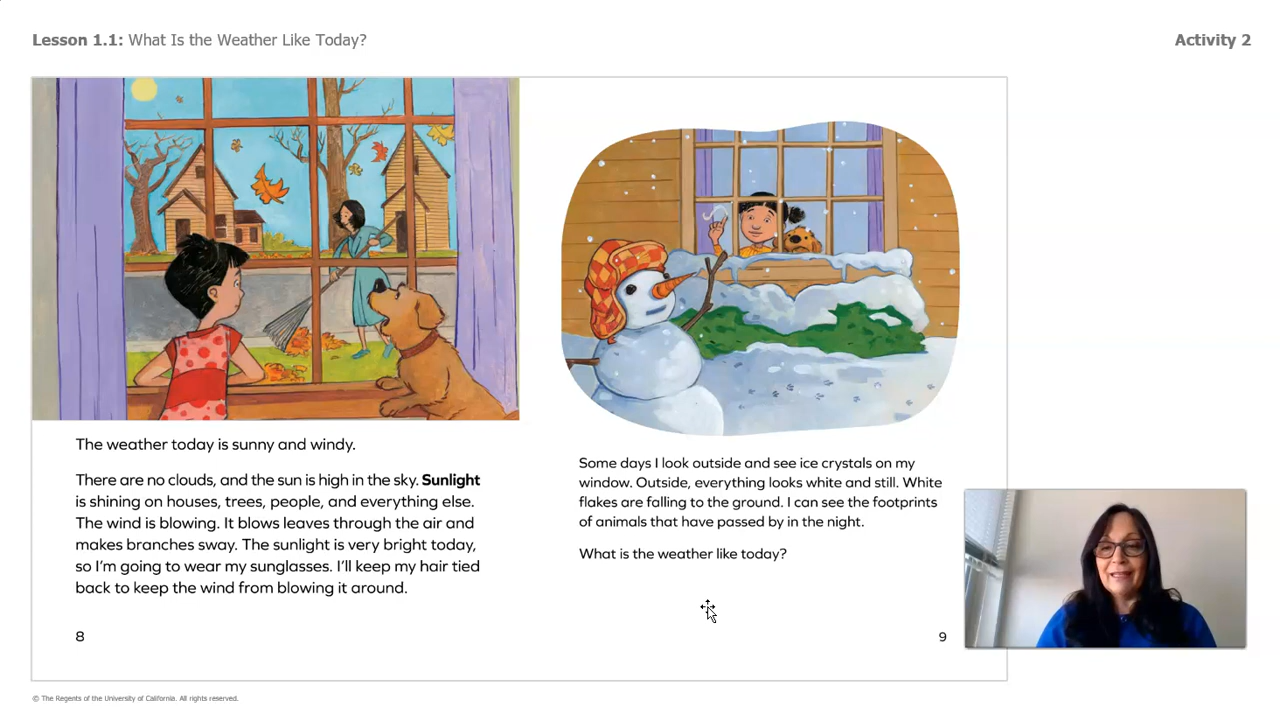 Lesson 1.1: What Is the Weather Like Today?
Activity 2
The weather today is sunny and windy.
There are no clouds, and the sun is high in the sky. Sunlight
is shining on houses, trees, people, and everything else.
The wind is blowing. It blows leaves through the air and
makes branches sway. The sunlight is very bright today,
so I'm going to wear my sunglasses. I'll keep my hair tied
back to keep the wind from blowing it around.
8
Some days I look outside and see ice crystals on my
window. Outside, everything looks white and still. White
flakes are falling to the ground. I can see the footprints
of animals that have passed by in the night.
What is the weather like today?
9
© The Regents of the University of California. All rights reserved.